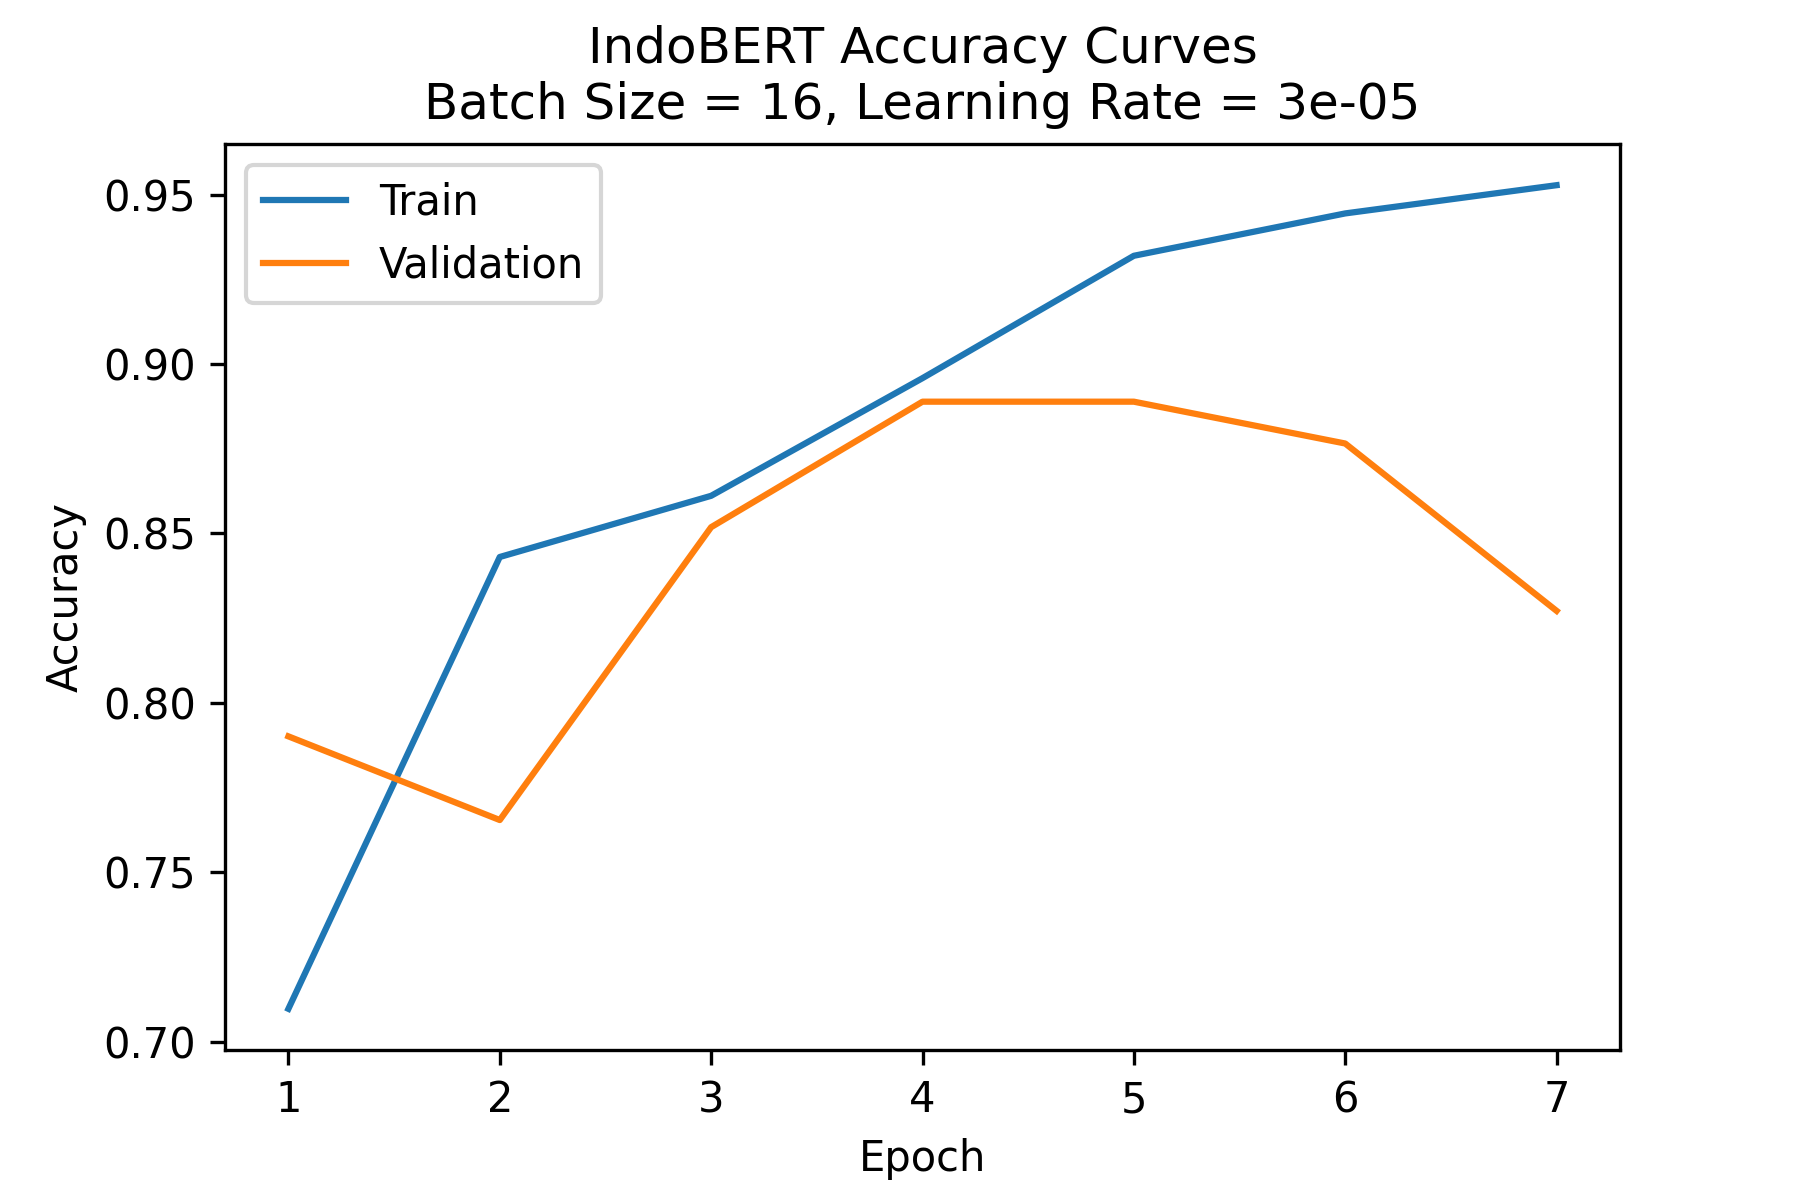 IndoBERT Accuracy Curves
Batch Size = 16, Learning Rate = 3e-05
Train
Validation
0.95
0.90
0.85
0.80
0.75
0.70
Accuracy
1 2 3 4 5 6 7
Epoch